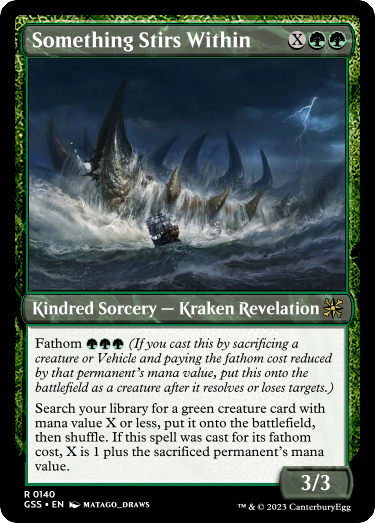 Something Stirs Within X
Kindred Sorcery — Kraken Revelation
Fathom (If you cast this by sacrificing a
creature or Vehicle and paying the fathom cost reduced
by that permanent's mana value, put this onto the
battlefield as a creature after it resolves or loses targets.)
Search your library for a green creature card with
mana value X or less, put it onto the battlefield,
then shuffle. If this spell was cast for its fathom
cost, X is 1 plus the sacrificed permanent's mana
value.
3/3
R 0140
GSS • EN MATAGO_DRAWS
™ & © 2023 CanterburyEgg